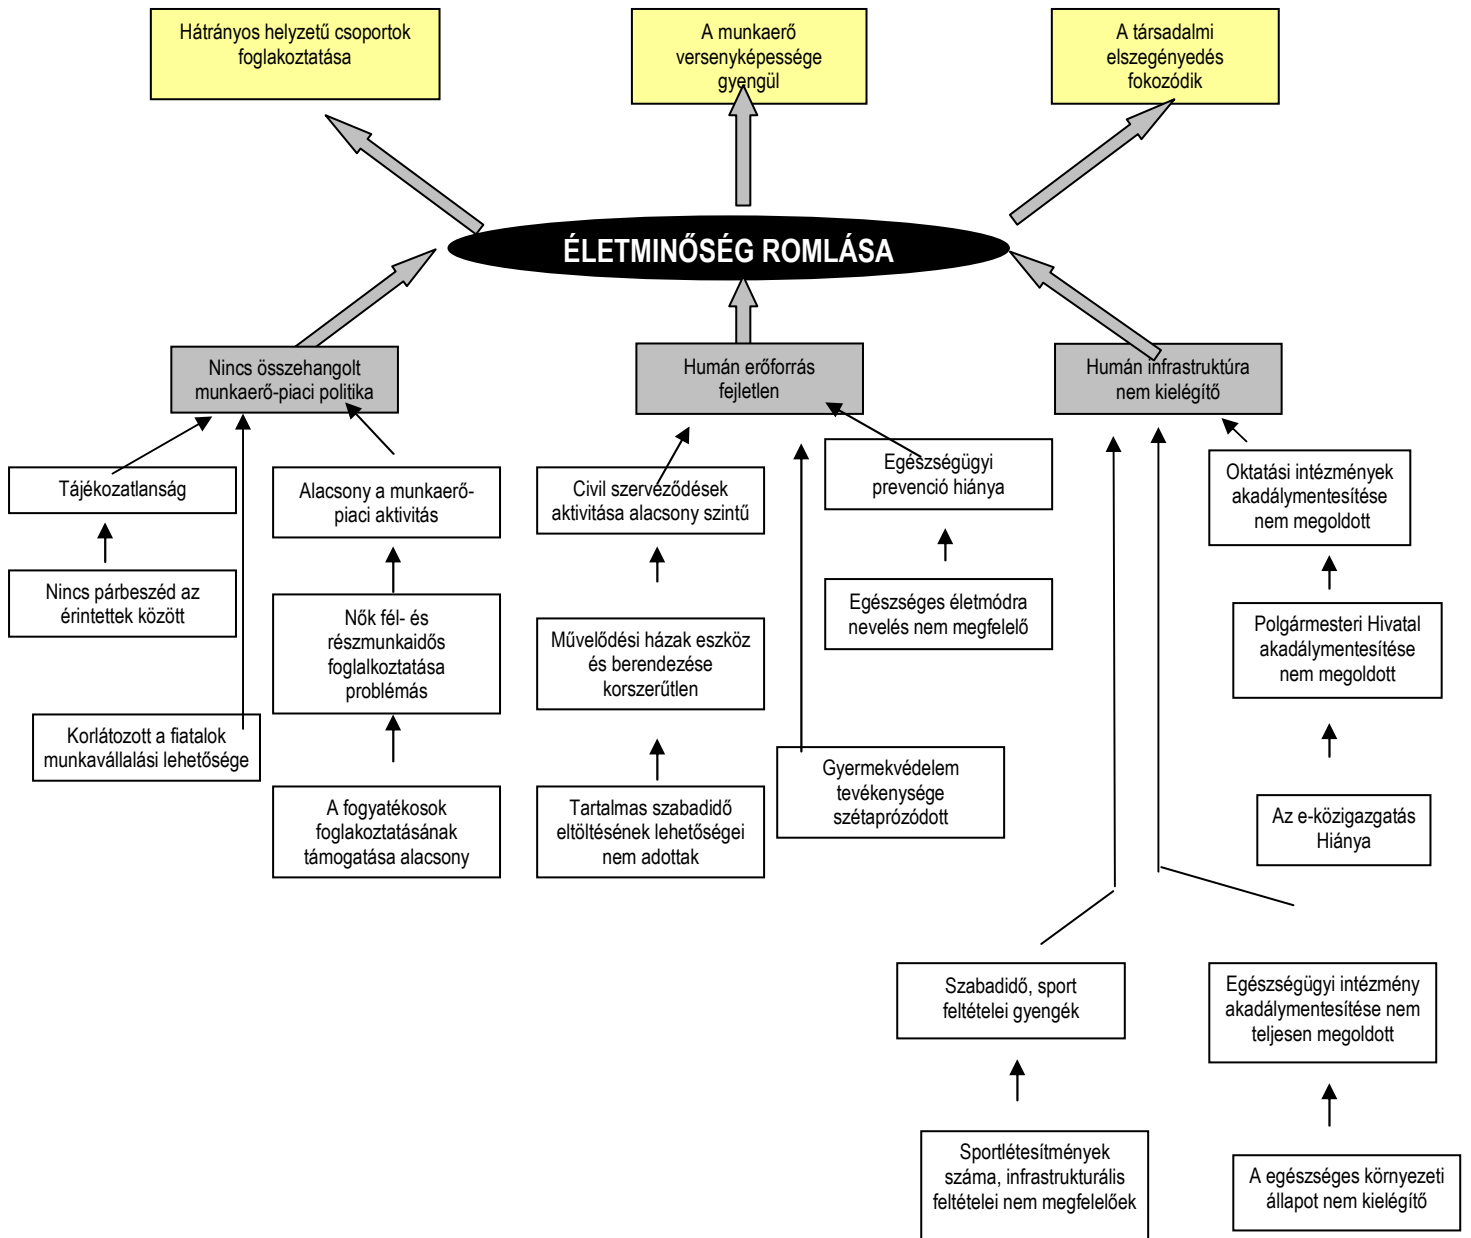 Hátrányos helyzetű csoportok
foglakoztatása
A munkaerő
versenyképessége
gyengül
A társadalmi
elszegényedés
fokozódik
ÉLETMINŐSÉG ROMLÁSA
Nincs összehangolt
munkaerő-piaci politika
Humán erőforrás
fejletlen
Humán infrastruktúra
nem kielégítő
Tájékozatlanság
Alacsony a munkaerő-
piaci aktivitás
Civil szerveződések
aktivitása alacsony szintű
Egészségügyi
prevenció hiánya
Oktatási intézmények
akadálymentesítése
nem megoldott
Nincs párbeszéd az
érintettek között
Nők fél- és
részmunkaidős
foglalkoztatása
problémás
Művelődési házak eszköz
és berendezése
korszerűtlen
Egészséges életmódra
nevelés nem megfelelő
Polgármesteri Hivatal
akadálymentesítése
nem megoldott
Korlátozott a fiatalok
munkavállalási lehetősége
A fogyatékosok
foglakoztatásának
támogatása alacsony
Tartalmas szabadidő
eltöltésének lehetőségei
nem adottak
Gyermekvédelem
tevékenysége
szétaprózódott
Az e-közigazgatás
Hiánya
Szabadidő, sport
feltételei gyengék
Egészségügyi intézmény
akadálymentesítése nem
teljesen megoldott
Sportlétesítmények
száma, infrastrukturális
feltételei nem megfelelőek
A egészséges környezeti
állapot nem kielégítő